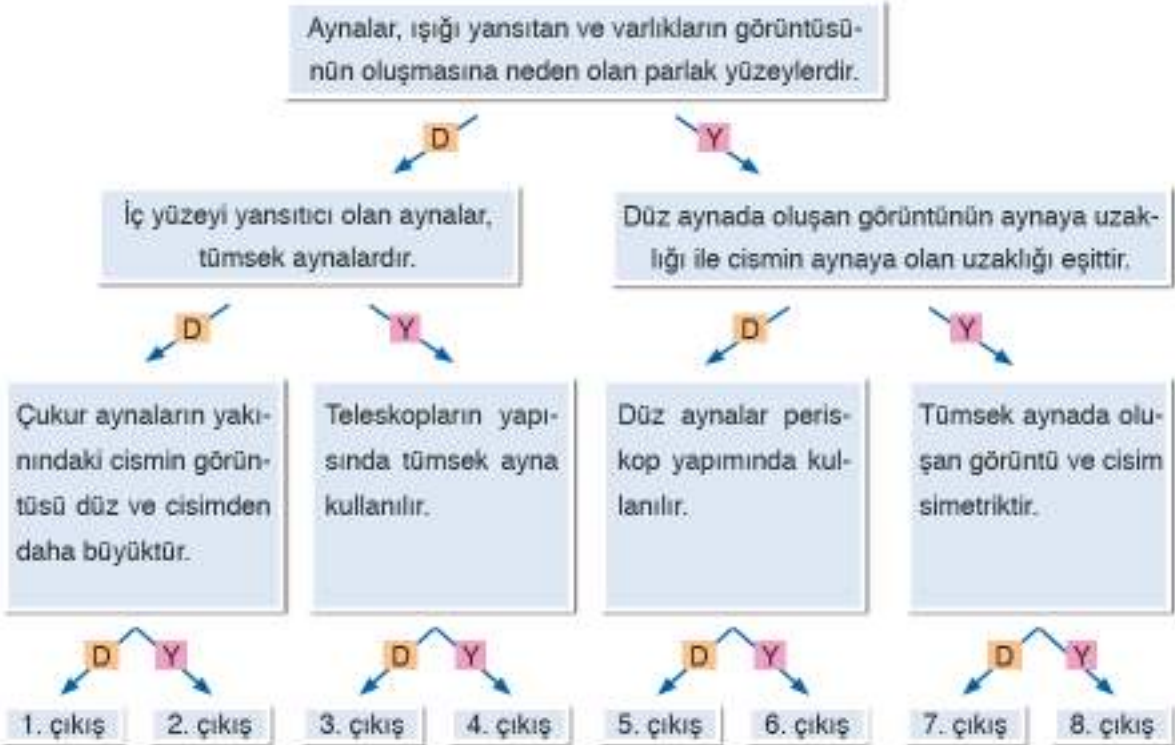 Aynalar, ışığı yansıtan ve varlıkların görüntüsü-
nün oluşmasına neden olan parlak yüzeylerdir.
D
Y
İç yüzeyi yansıtıcı olan aynalar,
tümsek aynalardır.
Düz aynada oluşan görüntünün aynaya uzak-
lığı ile cismin aynaya olan uzaklığı eşittir.
D
Y
D
Y
Çukur aynaların yakı-
nındaki cismin görün-
tüsü düz ve cisimden
daha büyüktür.
Teleskopların yapı-
sında tümsek ayna
kullanılır.
Düz aynalar peris-
kop yapımında kul-
lanılır.
Tümsek aynada olu-
şan görüntü ve cisim
simetriktir.
D
Y
D
Y
D
Y
D
Y
1. çıkış
2. çıkış
3. çıkış
4. çıkış
5. çıkış
6. çıkış
7. çıkış
8. çıkış